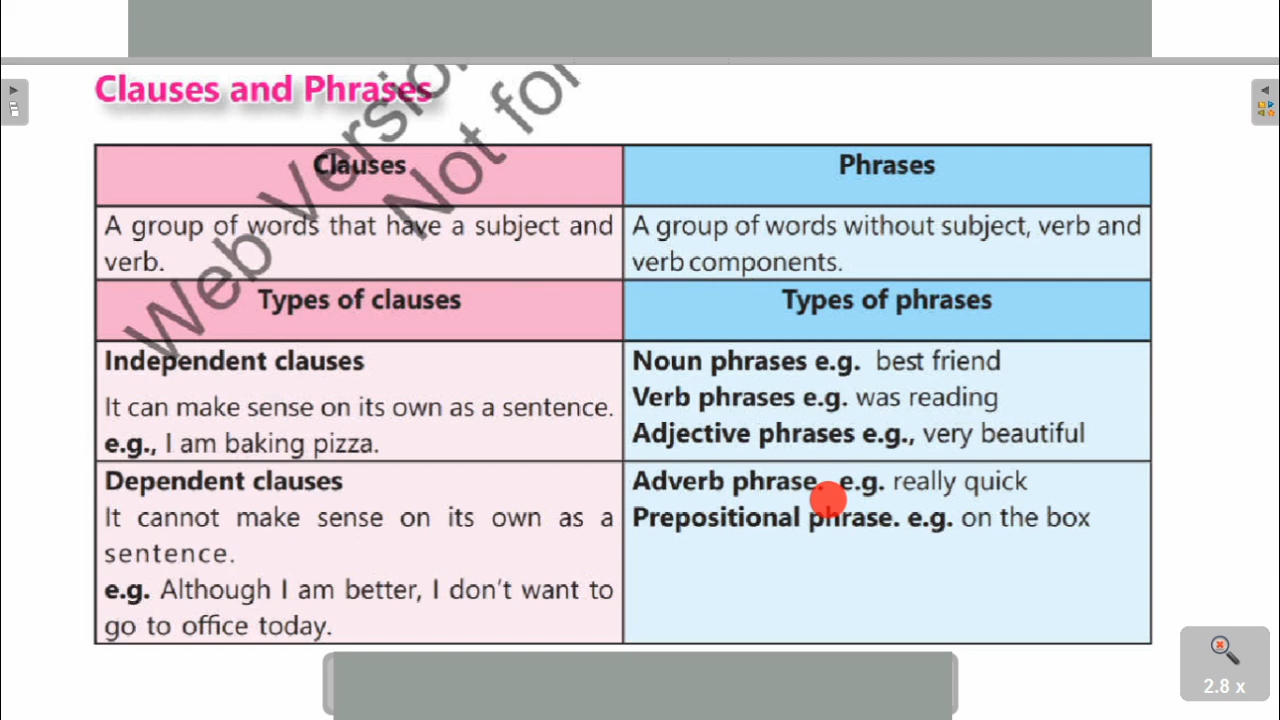 Clauses and Phrases
Web Version
Not for
Clauses
Phrases
A group of words that have a subject and
verb.
A group of words without subject, verb and
verb components.
Types of clauses
Types of phrases
Independent clauses
It can make sense on its own as a sentence.
e.g., I am baking pizza.
Noun phrases e.g. best friend
Verb phrases e.g. was reading
Adjective phrases e.g., very beautiful
Dependent clauses
It cannot make sense on its own as a
sentence.
e.g. Although I am better, I don't want to
go to office today.
Adverb phrase. e.g. really quick
Prepositional phrase. e.g. on the box
2.8 x